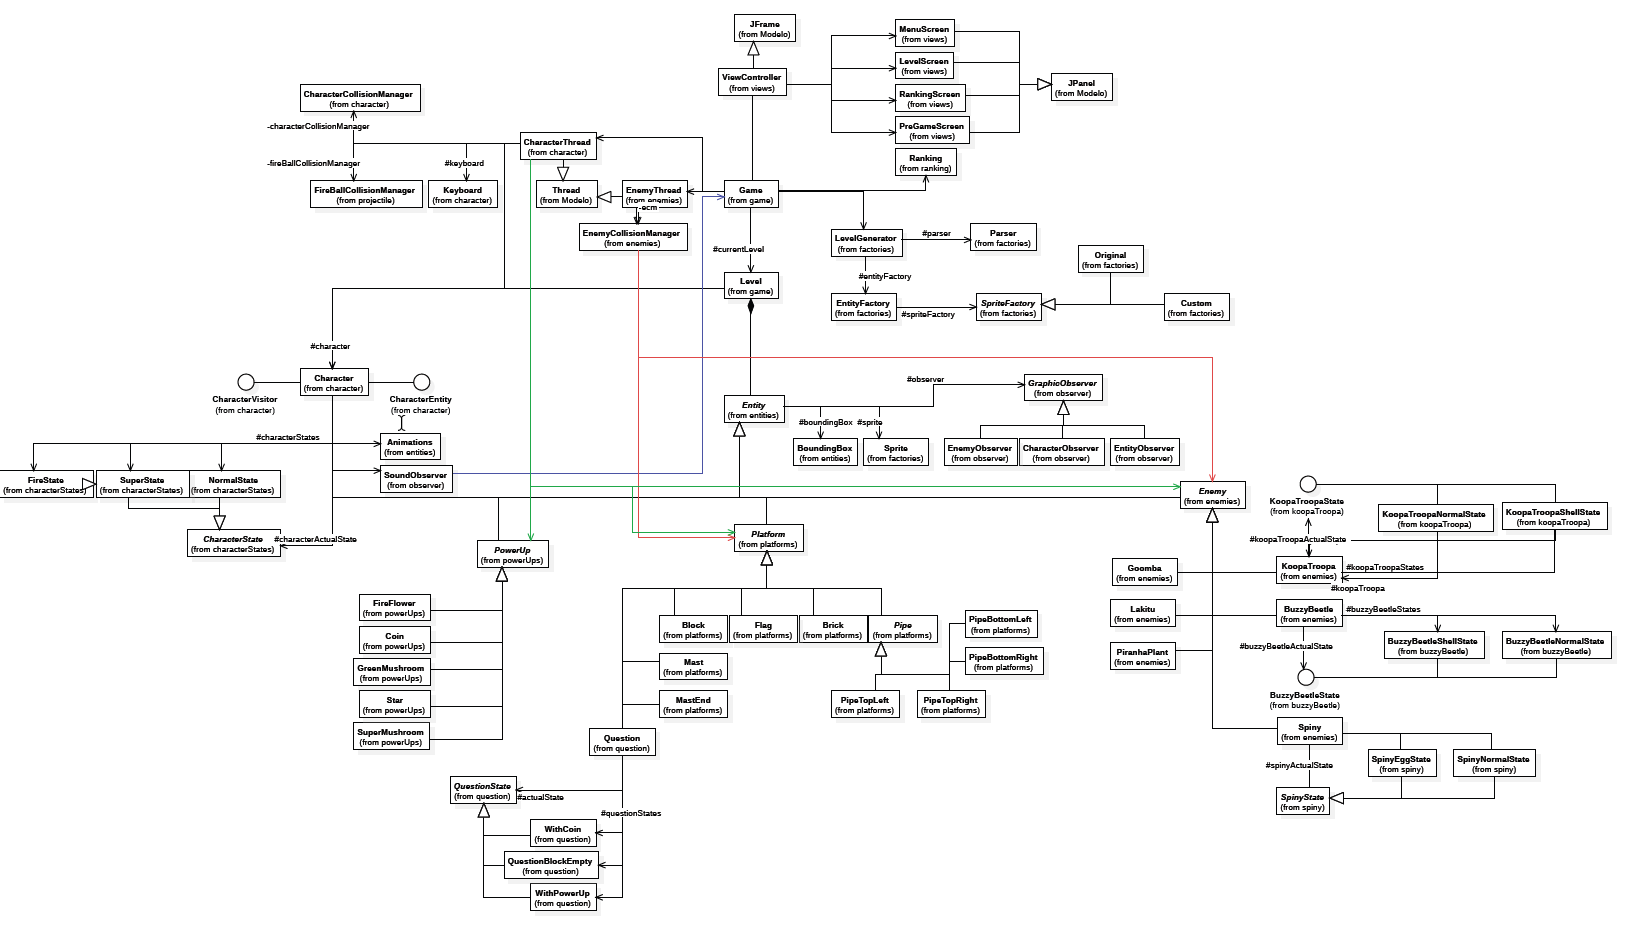 JFrame
(from Modelo)
MenuScreen
(from views)
LevelScreen
(from views)
ViewController
(from views)
JPanel
(from Modelo)
RankingScreen
(from views)
PreGameScreen
(from views)
CharacterCollisionManager
(from character)
-characterCollisionManager
CharacterThread
(from character)
-fireBallCollisionManager
#keyboard
Ranking
(from ranking)
FireBallCollisionManager
(from projectile)
Keyboard
(from character)
Thread
(from Modelo)
EnemyThread
(from enemies)
-ecm
Game
(from game)
EnemyCollisionManager
(from enemies)
#currentLevel
LevelGenerator
(from factories)
#parser
Parser
(from factories)
Original
(from factories)
#entityFactory
Level
(from game)
EntityFactory
(from factories)
#spriteFactory
SpriteFactory
(from factories)
Custom
(from factories)
#character
Character
(from character)
CharacterVisitor
(from character)
CharacterEntity
(from character)
#observer
GraphicObserver
(from observer)
Entity
(from entities)
#boundingBox
#sprite
#characterStates
Animations
(from entities)
BoundingBox
(from entities)
Sprite
(from factories)
EnemyObserver
(from observer)
CharacterObserver
(from observer)
EntityObserver
(from observer)
FireState
(from characterStates)
SuperState
(from characterStates)
NormalState
(from characterStates)
SoundObserver
(from observer)
Enemy
(from enemies)
KoopaTroopaState
(from koopaTroopa)
KoopaTroopaNormalState
(from koopaTroopa)
KoopaTroopaShellState
(from koopaTroopa)
CharacterState
(from characterStates)
#characterActualState
PowerUp
(from powerUps)
Platform
(from platforms)
#koopaTroopaActualState
Goomba
(from enemies)
KoopaTroopa
(from enemies)
#koopaTroopaStates
#koopaTroopa
FireFlower
(from powerUps)
Coin
(from powerUps)
GreenMushroom
(from powerUps)
Star
(from powerUps)
SuperMushroom
(from powerUps)
Block
(from platforms)
Flag
(from platforms)
Brick
(from platforms)
Pipe
(from platforms)
PipeBottomLeft
(from platforms)
Mast
(from platforms)
PipeBottomRight
(from platforms)
MastEnd
(from platforms)
PipeTopLeft
(from platforms)
PipeTopRight
(from platforms)
Lakitu
(from enemies)
BuzzyBeetle
(from enemies)
#buzzyBeetleStates
#buzzyBeetleActualState
BuzzyBeetleShellState
(from buzzyBeetle)
BuzzyBeetleNormalState
(from buzzyBeetle)
PiranhaPlant
(from enemies)
BuzzyBeetleState
(from buzzyBeetle)
Question
(from question)
Spiny
(from enemies)
#spinyActualState
SpinyEggState
(from spiny)
SpinyNormalState
(from spiny)
SpinyState
(from spiny)
QuestionState
(from question)
#actualState
#questionStates
WithCoin
(from question)
QuestionBlockEmpty
(from question)
WithPowerUp
(from question)